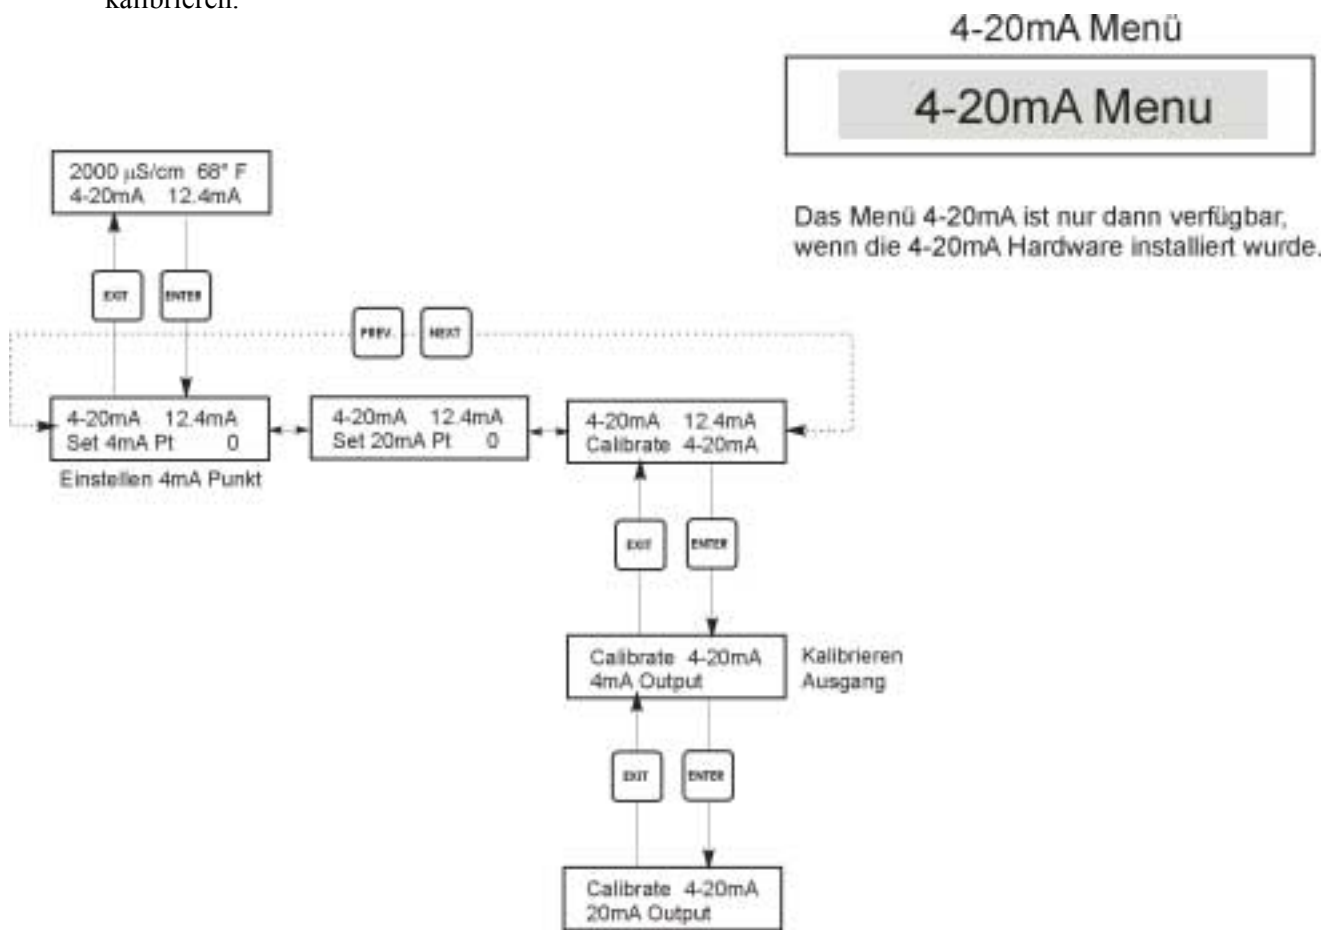 kalibrieren.
4-20mA Menü
4-20mA Menu
Das Menü 4-20mA ist nur dann verfügbar,
wenn die 4-20mA Hardware installiert wurde.
2000 µS/cm 68° F
4-20mA 12.4mA
EXIT ENTER
PREV. NEXT
4-20mA 12.4mA
Set 4mA Pt 0
Einstellen 4mA Punkt
4-20mA 12.4mA
Set 20mA Pt 0
4-20mA 12.4mA
Calibrate 4-20mA
EXIT ENTER
Calibrate 4-20mA
4mA Output
Kalibrieren
Ausgang
EXIT ENTER
Calibrate 4-20mA
20mA Output